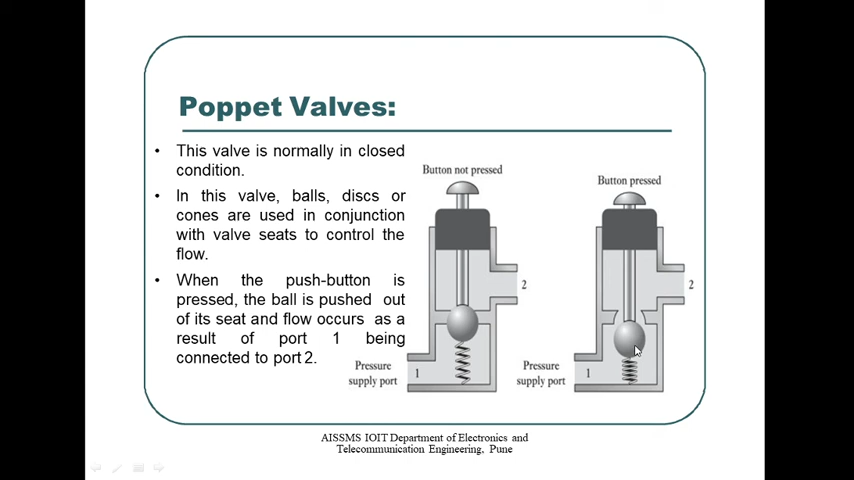 Poppet Valves:
• This valve is normally in closed
condition.
• In this valve, balls, discs or
cones are used in conjunction
with valve seats to control the
flow.
• When the push-button is
pressed, the ball is pushed out
of its seat and flow occurs as a
result of port 1 being
connected to port 2.
Button not pressed
2
Pressure
supply port
1
Button pressed
2
Pressure
supply port
1
AISSMS IOIT Department of Electronics and
Telecommunication Engineering, Pune